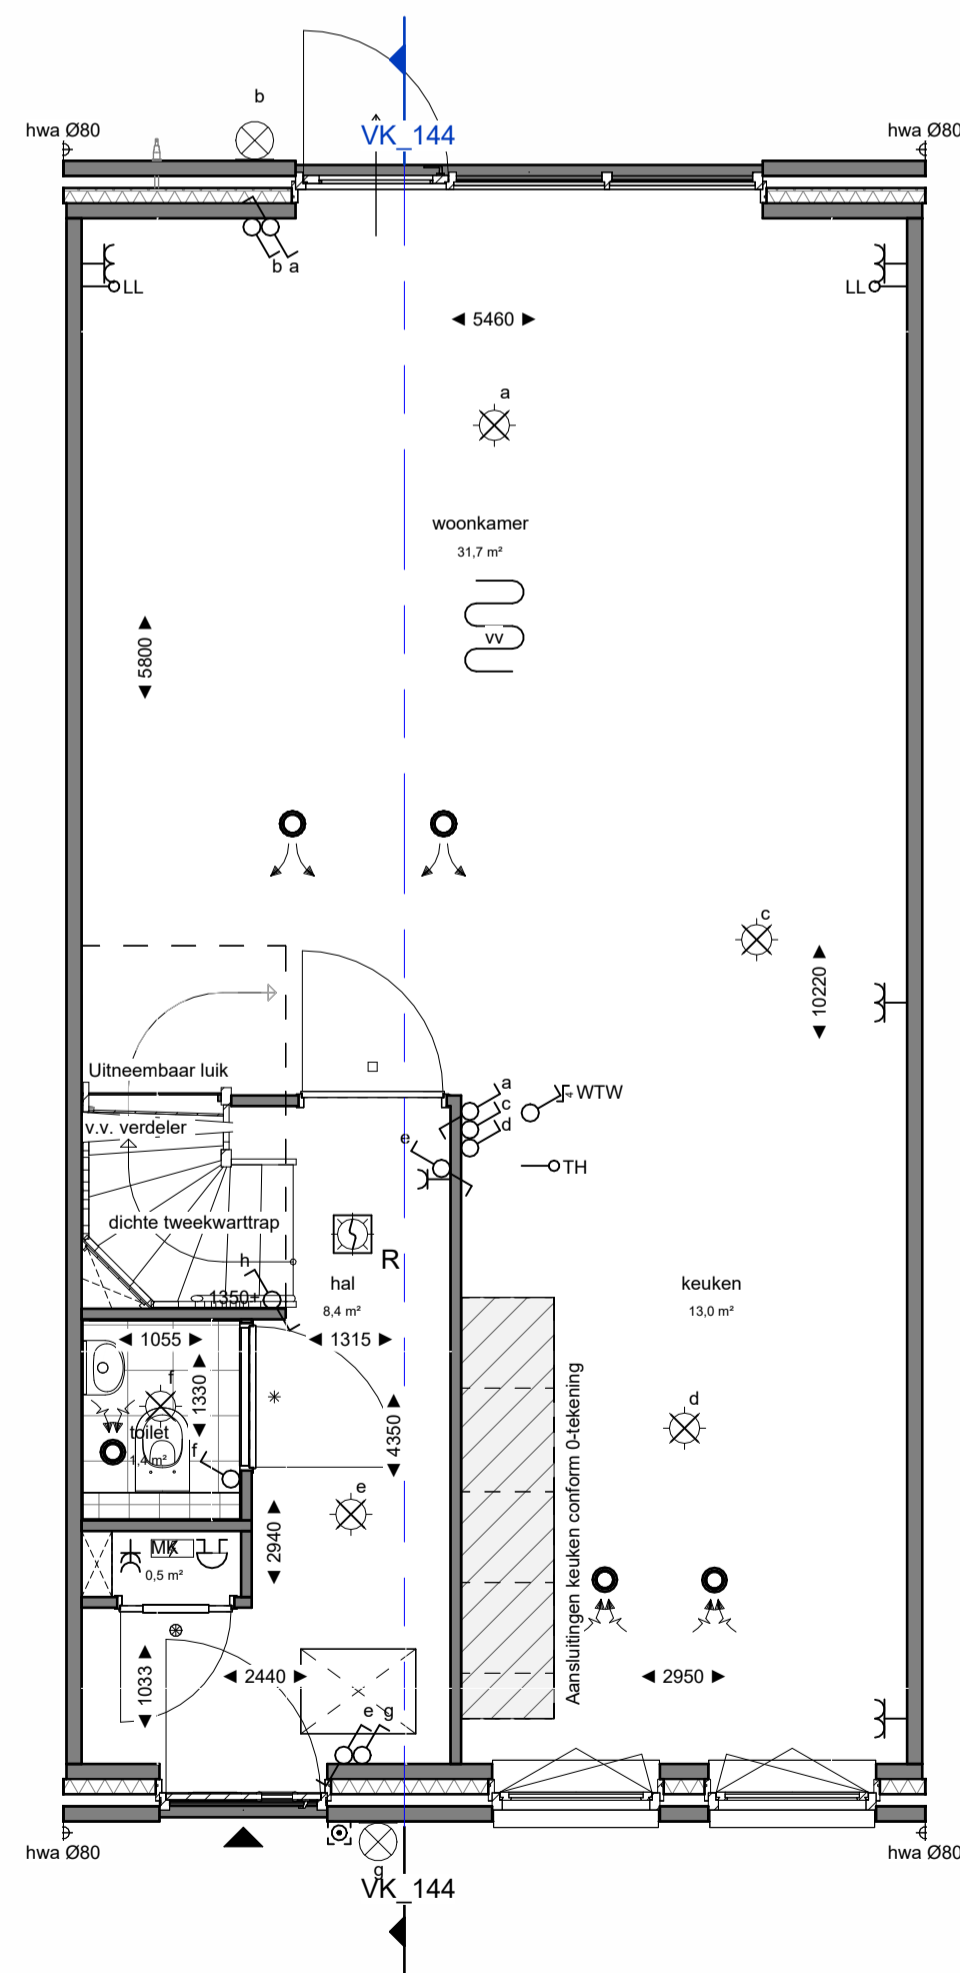 b
hwa Ø80
VK_144
hwa Ø80
b a
LL
LL
5460
a
woonkamer
31,7 m²
vv
5800
c
10220
Uitneembaar luik
a
WTW
c
v.v. verdeler
d
e
TH
dichte tweekwarttrap
h
R
hal
keuken
1350+
8,4 m²
13,0 m²
1055
1315
1330
f
Aansluitingen keuken conform 0-tekening
4350
d
toilet
1,4 m²
f
e
2940
MK
0,5 m²
1033
2440
2950
e g
hwa Ø80
hwa Ø80
g
VK_144